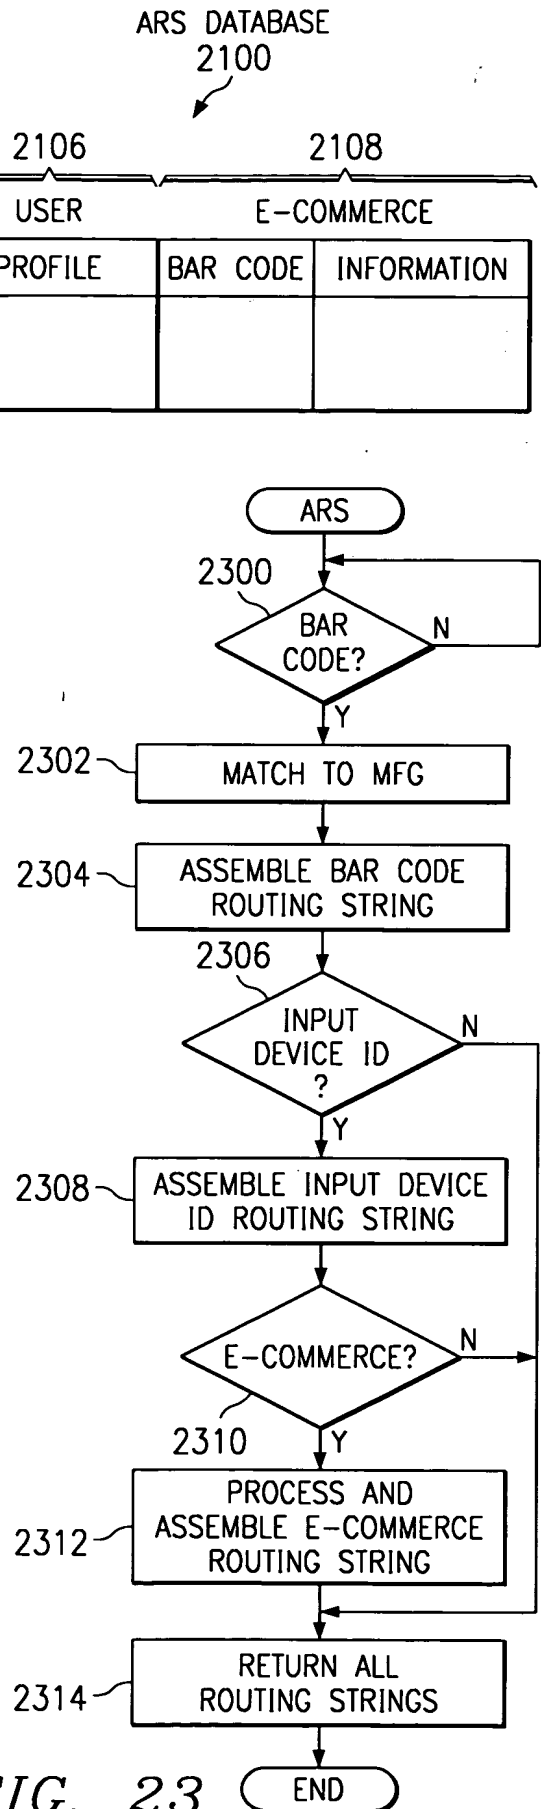 ARS DATABASE
2100
2106 2108
USER E-COMMERCE
PROFILE BAR CODE INFORMATION
ARS
2300
BAR
CODE?
N
Y
2302 MATCH TO MFG
2304 ASSEMBLE BAR CODE
ROUTING STRING
2306
INPUT
DEVICE ID
?
N
Y
2308 ASSEMBLE INPUT DEVICE
ID ROUTING STRING
E-COMMERCE?
N
2310
Y
PROCESS AND
2312 ASSEMBLE E-COMMERCE
ROUTING STRING
2314 RETURN ALL
ROUTING STRINGS
FIG. 23
END